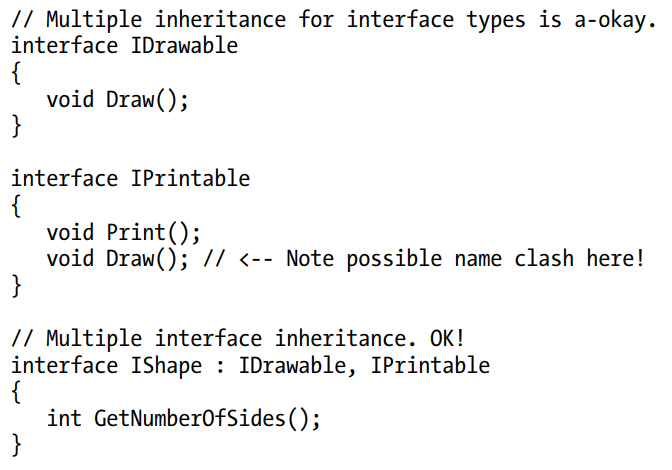 // Multiple inheritance for interface types is a-okay.
interface IDrawable
{
   void Draw();
}

interface IPrintable
{
   void Print();
   void Draw(); // <-- Note possible name clash here!
}

// Multiple interface inheritance. OK!
interface IShape : IDrawable, IPrintable
{
   int GetNumberOfSides();
}